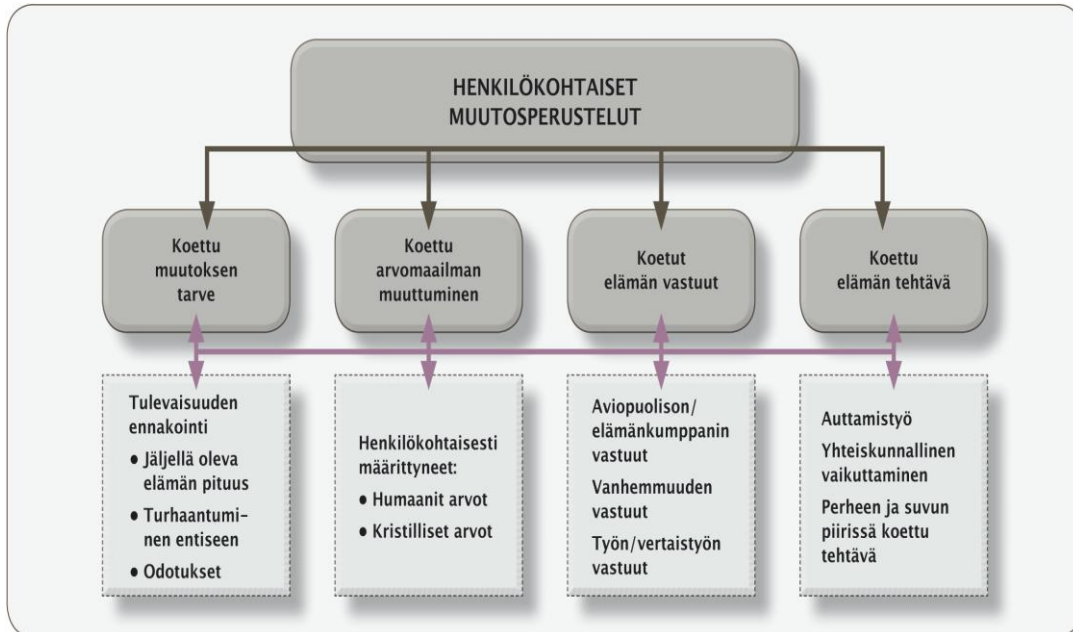 HENKILÖKOHTAISET
MUUTOSPERUSTELUT
Koettu
muutoksen
tarve
Koettu
arvomaailman
muuttuminen
Koetut
elämän vastuut
Koettu
elämän tehtävä
Tulevaisuuden
ennakointi
• Jäljellä oleva
elämän pituus
• Turhaantumi-
nen entiseen
• Odotukset
Henkilökohtaisesti
määrittyneet:
• Humaanit arvot
• Kristilliset arvot
Aviopuolison/
elämänkumppanin
vastuut
Vanhemmuuden
vastuut
Työn/vertaistyön
vastuut
Auttamistyö
Yhteiskunnallinen
vaikuttaminen
Perheen ja suvun
piirissä koettu
tehtävä